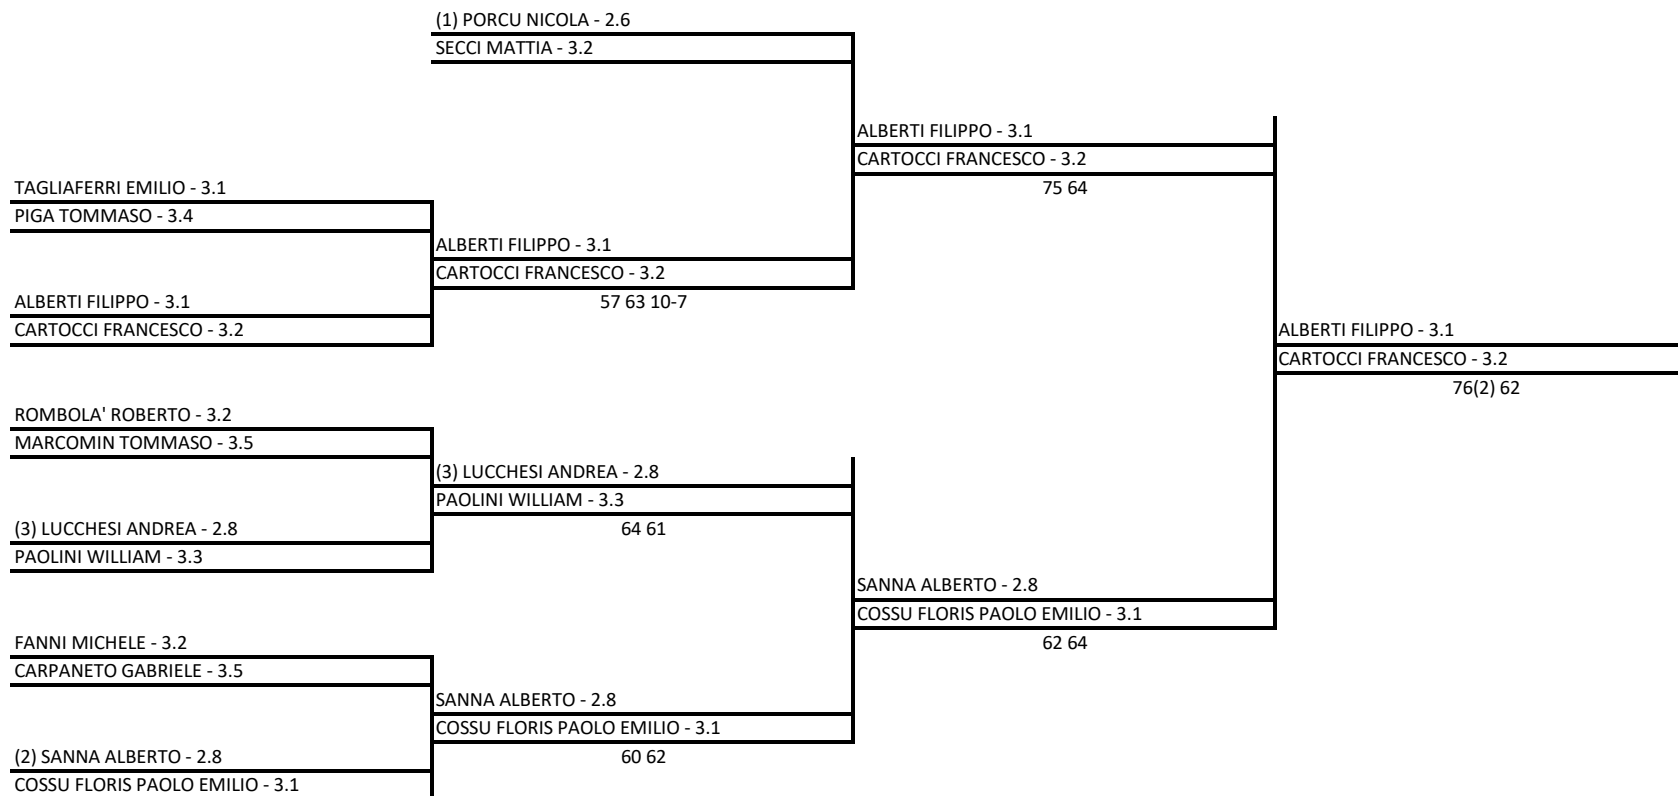 (1) PORCU NICOLA - 2.6
SECCI MATTIA - 3.2
ALBERTI FILIPPO - 3.1
CARTOCCI FRANCESCO - 3.2
75 64
TAGLIAFERRI EMILIO - 3.1
PIGA TOMMASO - 3.4
ALBERTI FILIPPO - 3.1
CARTOCCI FRANCESCO - 3.2
57 63 10-7
ALBERTI FILIPPO - 3.1
CARTOCCI FRANCESCO - 3.2
ALBERTI FILIPPO - 3.1
CARTOCCI FRANCESCO - 3.2
76(2) 62
ROMBOLA' ROBERTO - 3.2
MARCOMIN TOMMASO - 3.5
(3) LUCCHESI ANDREA - 2.8
PAOLINI WILLIAM - 3.3
64 61
(3) LUCCHESI ANDREA - 2.8
PAOLINI WILLIAM - 3.3
SANNA ALBERTO - 2.8
COSSU FLORIS PAOLO EMILIO - 3.1
62 64
FANNI MICHELE - 3.2
CARPANETO GABRIELE - 3.5
SANNA ALBERTO - 2.8
COSSU FLORIS PAOLO EMILIO - 3.1
60 62
(2) SANNA ALBERTO - 2.8
COSSU FLORIS PAOLO EMILIO - 3.1